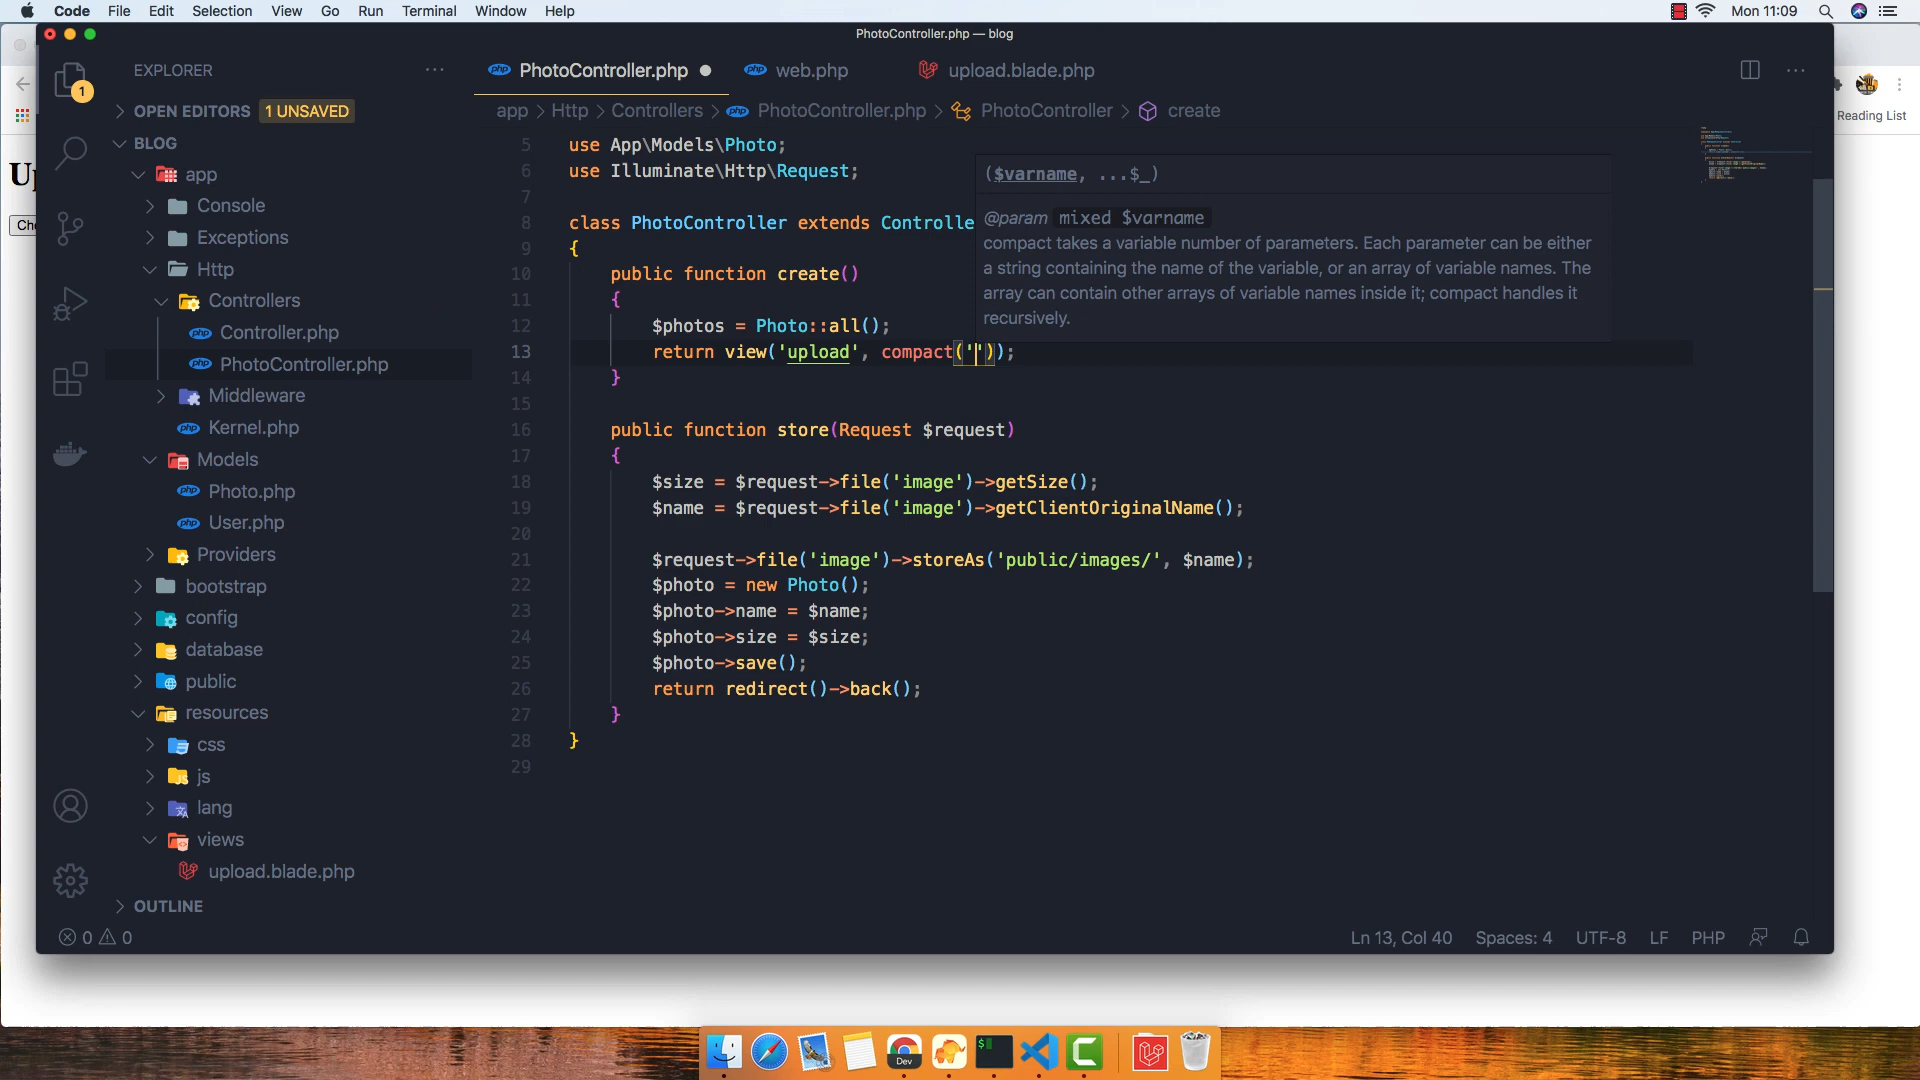 Code File Edit Selection View Go Run Terminal Window Help Mon 11:09
PhotoController.php — blog
EXPLORER
1
OPEN EDITORS 1 UNSAVED
BLOG
app
Console
Exceptions
Http
Controllers
Controller.php
PhotoController.php
Middleware
Kernel.php
Models
Photo.php
User.php
Providers
bootstrap
config
database
public
resources
css
js
lang
views
upload.blade.php
OUTLINE
PhotoController.php web.php upload.blade.php
app > Http > Controllers > PhotoController.php > PhotoController > create
5 use App\Models\Photo;
6 use Illuminate\Http\Request;
7
8 class PhotoController extends Controlle
9 {
10 public function create()
11 {
12 $photos = Photo::all();
13 return view('upload', compact(''));
14 }
15
16 public function store(Request $request)
17 {
18 $size = $request->file('image')->getSize();
19 $name = $request->file('image')->getClientOriginalName();
20
21 $request->file('image')->storeAs('public/images/', $name);
22 $photo = new Photo();
23 $photo->name = $name;
24 $photo->size = $size;
25 $photo->save();
26 return redirect()->back();
27 }
28 }
29
($varname, ...$_)
@param mixed $varname
compact takes a variable number of parameters. Each parameter can be either
a string containing the name of the variable, or an array of variable names. The
array can contain other arrays of variable names inside it; compact handles it
recursively.
Reading List
0 0 Ln 13, Col 40 Spaces: 4 UTF-8 LF PHP
Dev